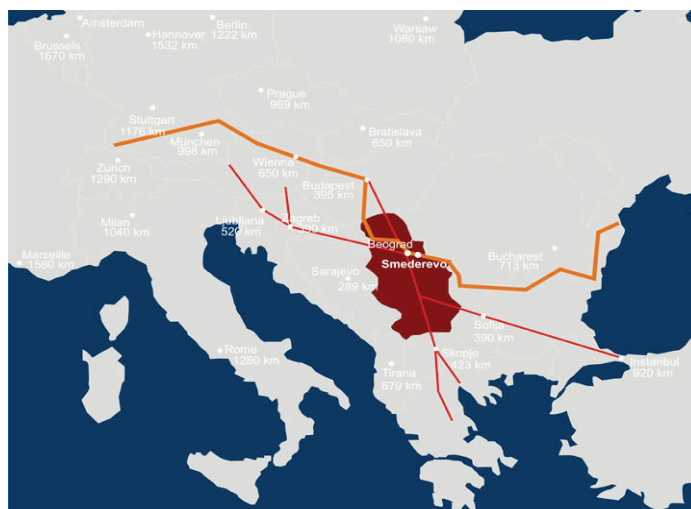 Amsterdam
Berlin
1222 km
Warsaw
1080 km
Brussels
1670 km
Hannover
1532 km
Prague
969 km
Stuttgart
1176 km
München
998 km
Bratislava
650 km
Zürich
1290 km
Wienna
650 km
Budapest
395 km
Milan
1040 km
Ljubljana
520 km
Zagreb
390 km
Beograd
Smederevo
Bucharest
713 km
Marseille
1580 km
Sarajevo
289 km
Sofija
390 km
Rome
1280 km
Tirana
679 km
Skopje
423 km
Instanbul
920 km